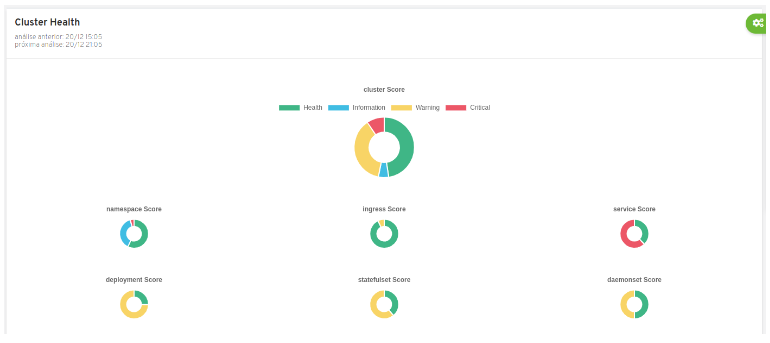 Cluster Health
análise anterior: 20/12 15:05
próxima análise: 20/12 21:05
cluster Score
Health Information Warning Critical
namespace Score ingress Score service Score
deployment Score statefulset Score daemonset Score